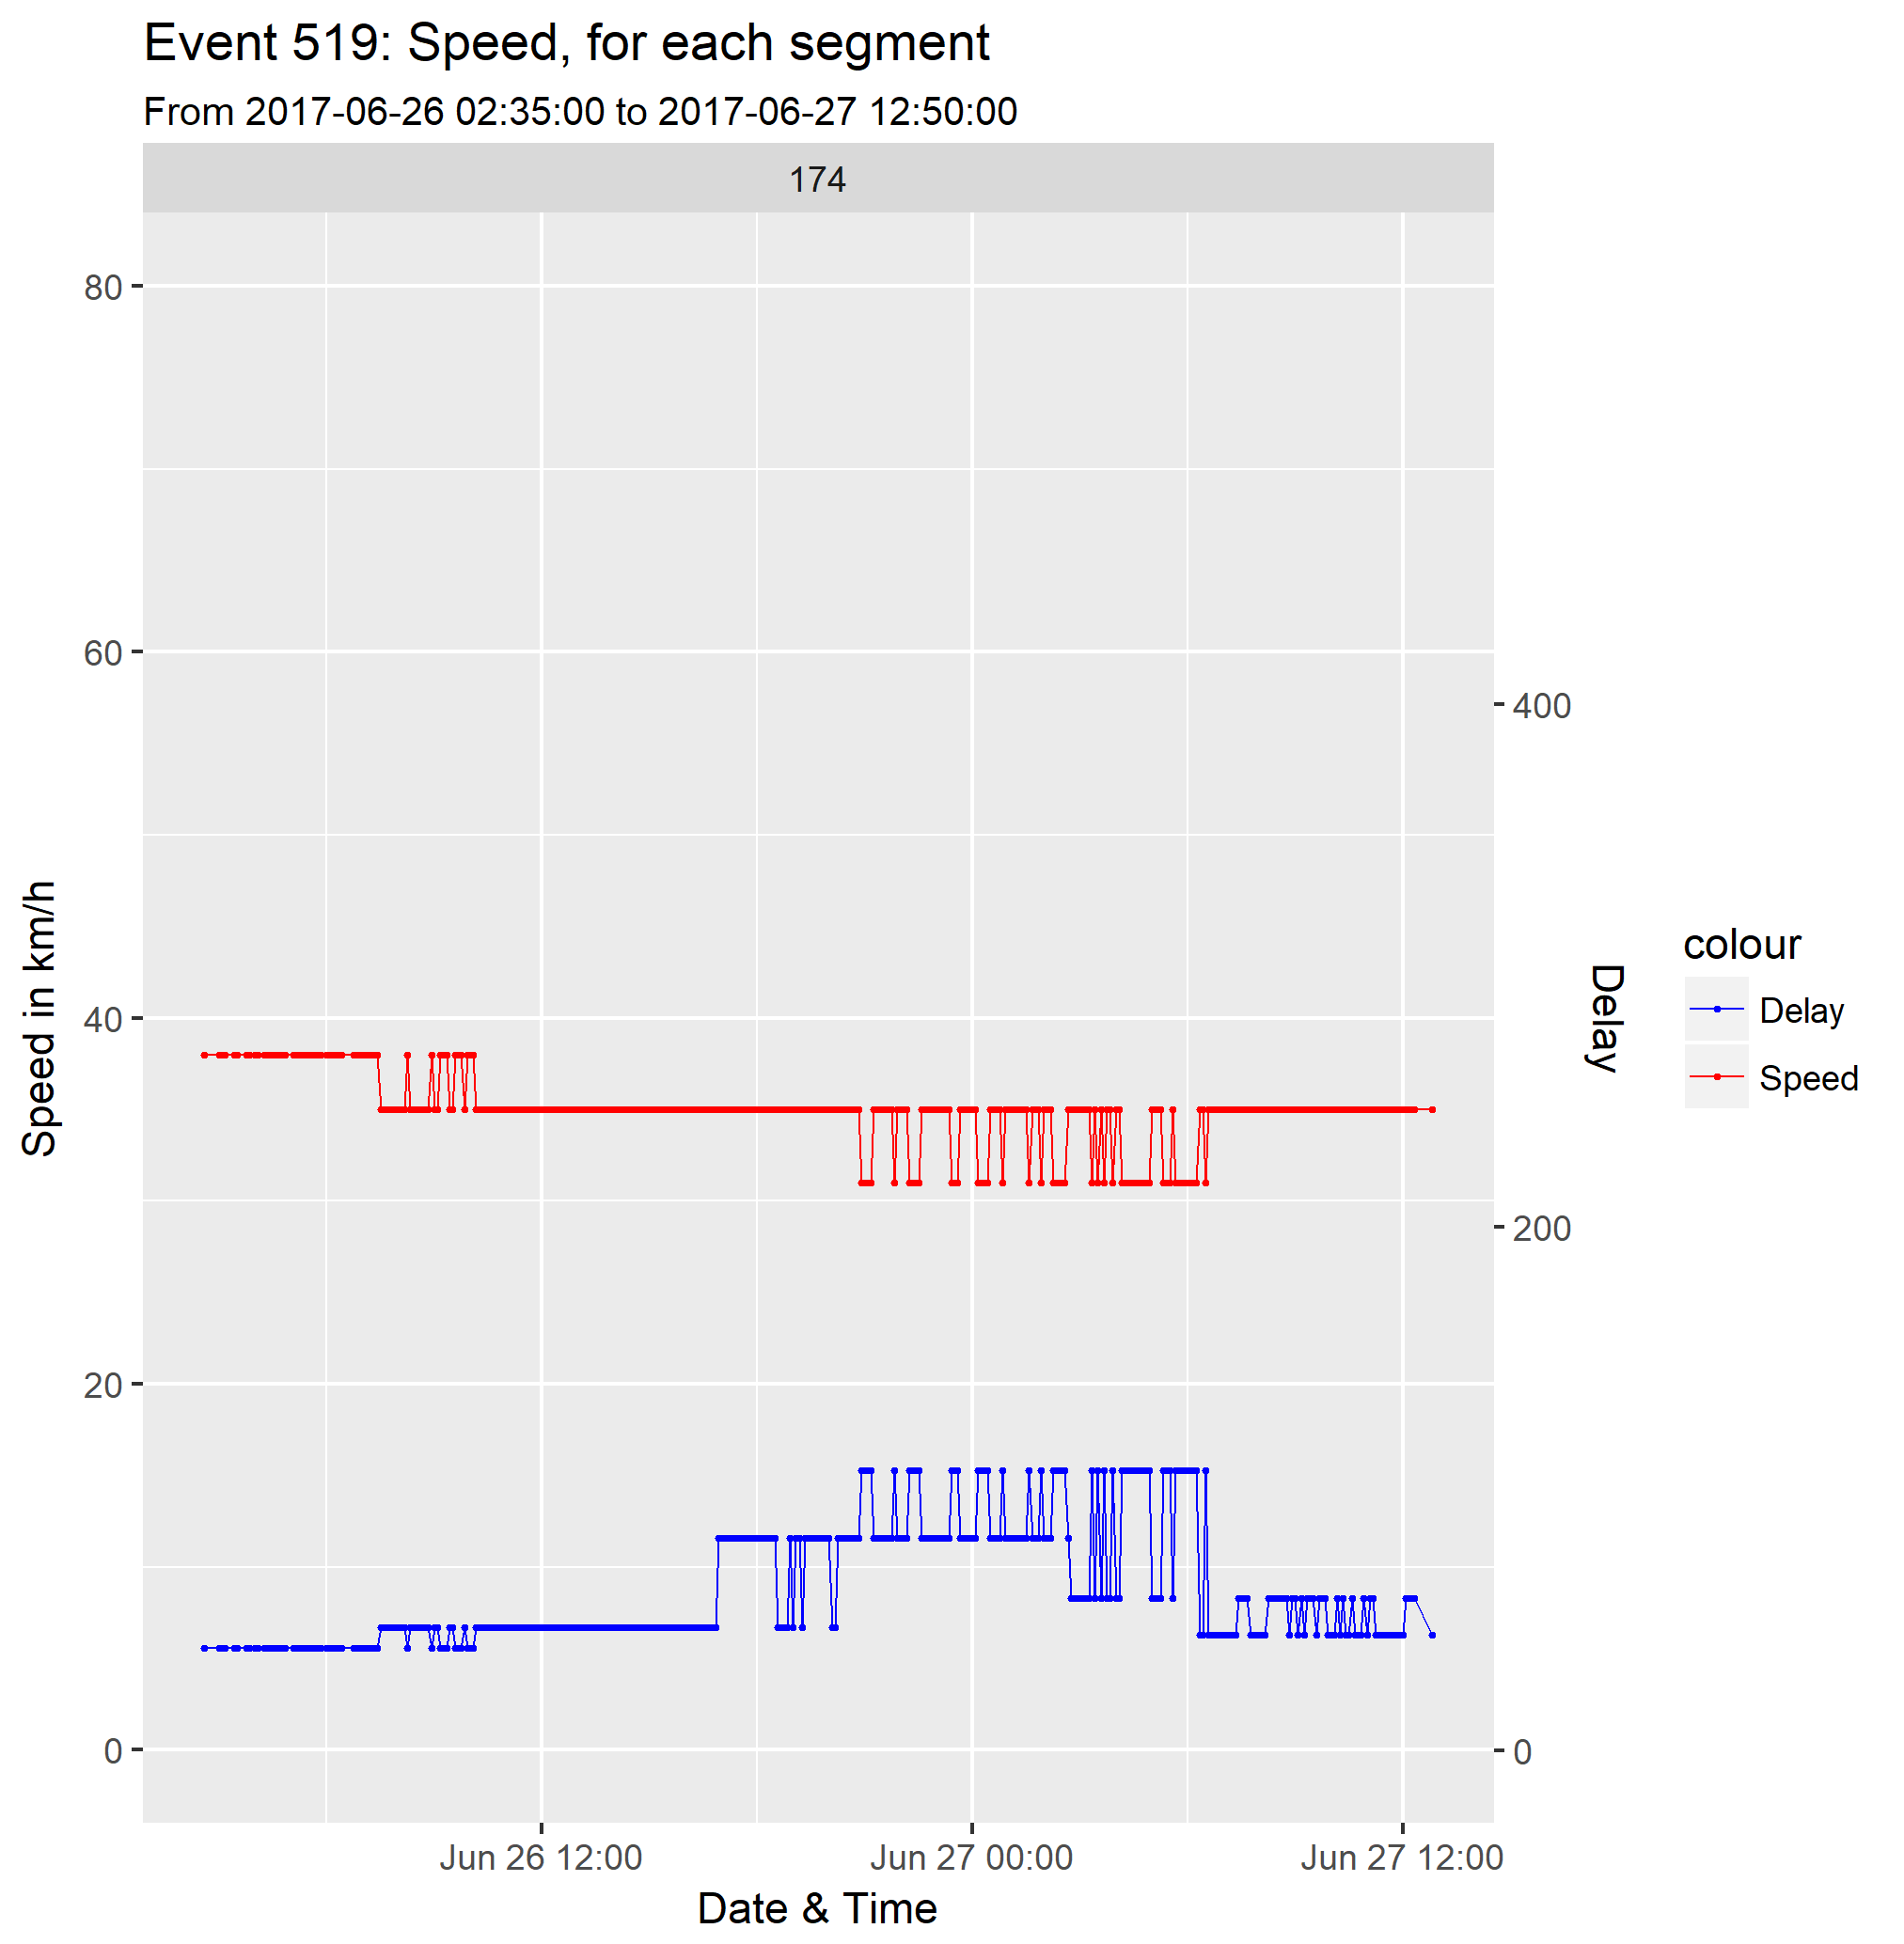 Event 519: Speed, for each segment
From 2017-06-26 02:35:00 to 2017-06-27 12:50:00
174
80
60
40
20
0
Speed in km/h
400
200
0
Delay
colour
Delay
Speed
Jun 26 12:00
Jun 27 00:00
Jun 27 12:00
Date & Time